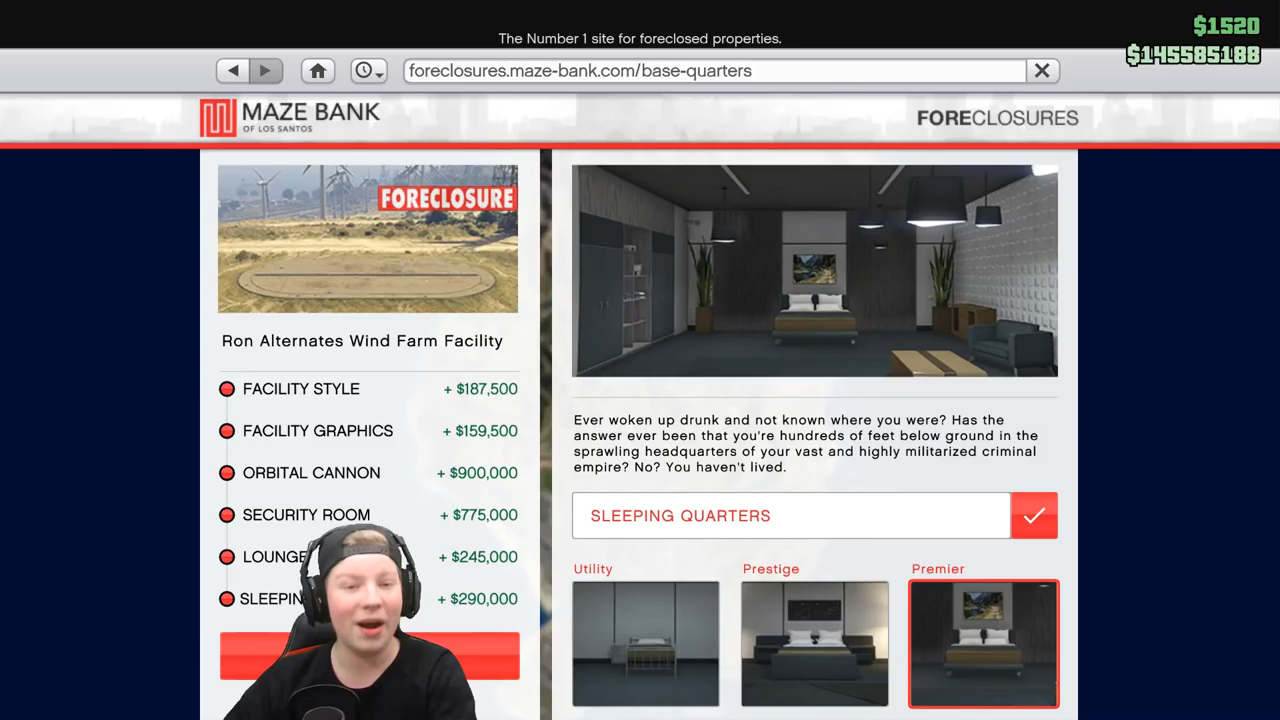 $1520
The Number 1 site for foreclosed properties.
$145585188
foreclosures.maze-bank.com/base-quarters
MAZE BANK
OF LOS SANTOS
FORECLOSURES
FORECLOSURE
Ron Alternates Wind Farm Facility
FACILITY STYLE + $187,500
FACILITY GRAPHICS + $159,500
ORBITAL CANNON + $900,000
SECURITY ROOM + $775,000
LOUNGE + $245,000
+ $290,000
Ever woken up drunk and not known where you were? Has the
answer ever been that you're hundreds of feet below ground in the
sprawling headquarters of your vast and highly militarized criminal
empire? No? You haven't lived.
SLEEPING QUARTERS
Utility
Prestige
Premier